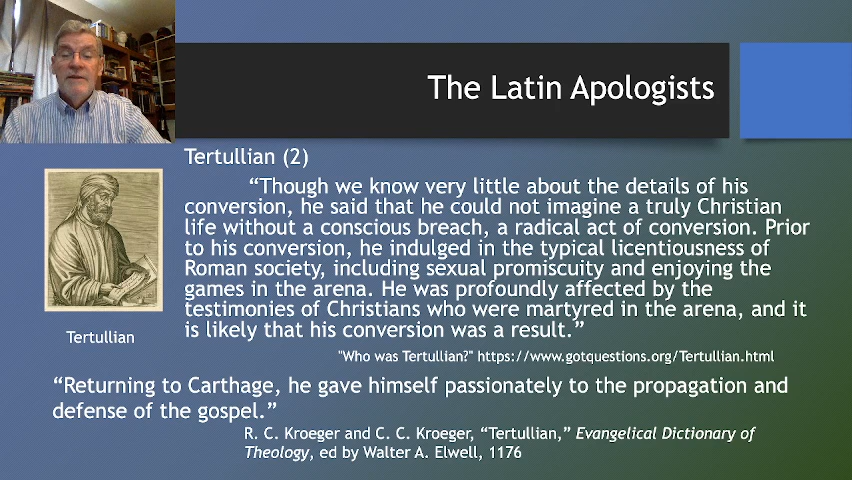 The Latin Apologists
Tertullian (2)
“Though we know very little about the details of his
conversion, he said that he could not imagine a truly Christian
life without a conscious breach, a radical act of conversion. Prior
to his conversion, he indulged in the typical licentiousness of
Roman society, including sexual promiscuity and enjoying the
games in the arena. He was profoundly affected by the
testimonies of Christians who were martyred in the arena, and it
is likely that his conversion was a result.”
Tertullian
"Who was Tertullian?" https://www.gotquestions.org/Tertullian.html
“Returning to Carthage, he gave himself passionately to the propagation and
defense of the gospel.”
R. C. Kroeger and C. C. Kroeger, “Tertullian,” Evangelical Dictionary of
Theology, ed by Walter A. Elwell, 1176